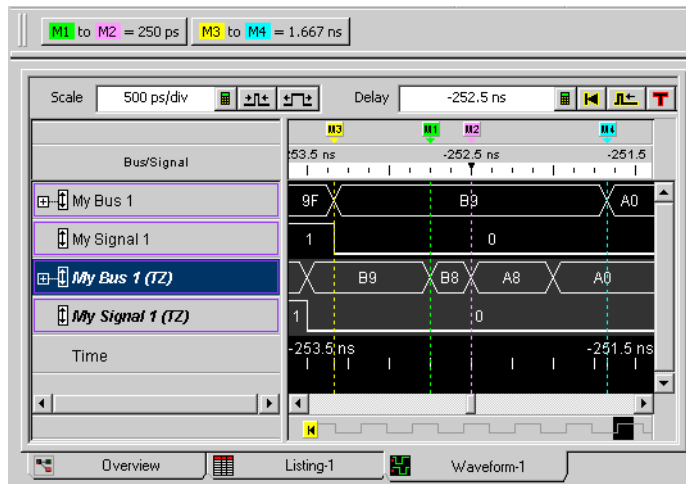 M1 to M2 = 250 ps M3 to M4 = 1.667 ns
Scale 500 ps/div Delay -252.5 ns T
M3 M1 M2 M4
Bus/Signal
53.5 ns -252.5 ns -251.5
My Bus 1 9F B9 A0
My Signal 1 1 0
My Bus 1 (TZ) B9 B8 A8 A0
My Signal 1 (TZ) 1 0
Time -253.5 ns -251.5 ns
Overview Listing-1 Waveform-1